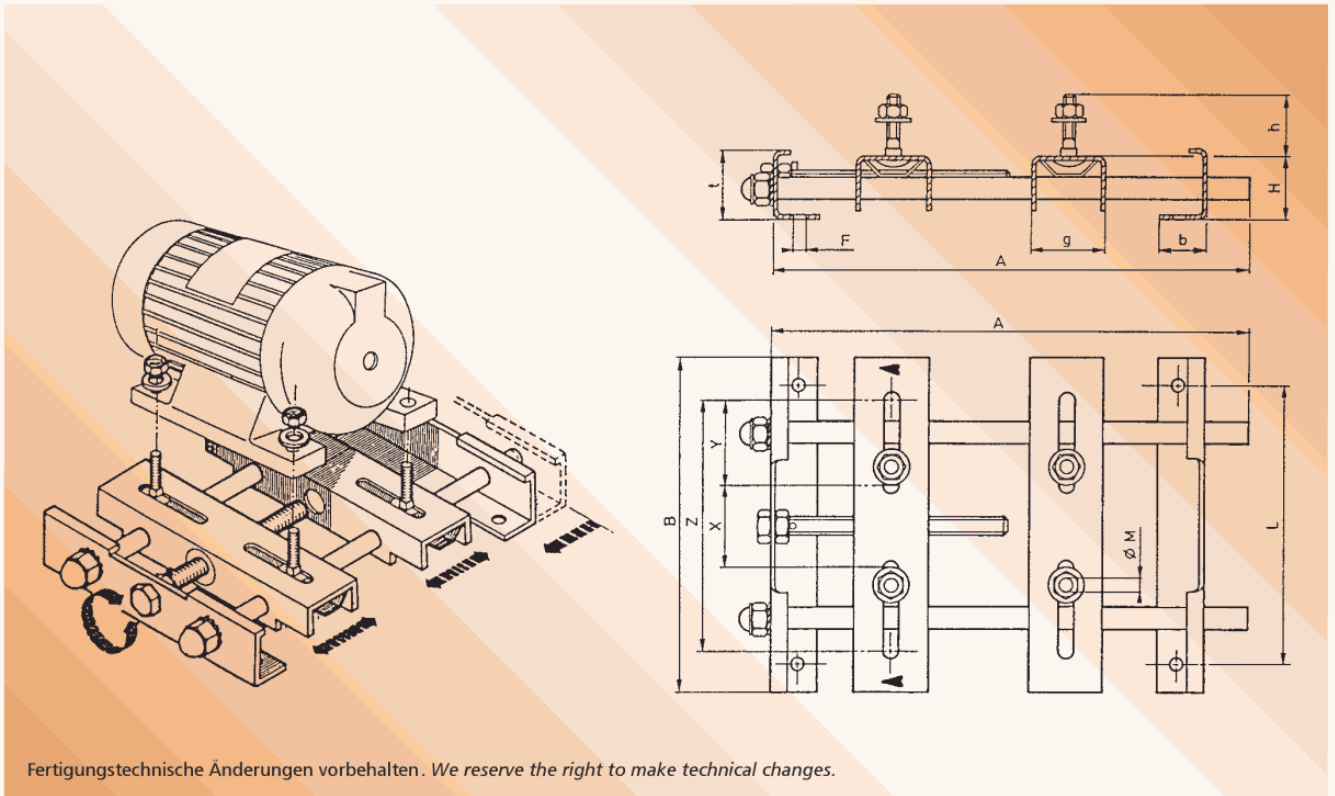 h
t
H
F
g
b
A
A
Y
B
Z
X
Ø M
L
Fertigungstechnische Änderungen vorbehalten. We reserve the right to make technical changes.